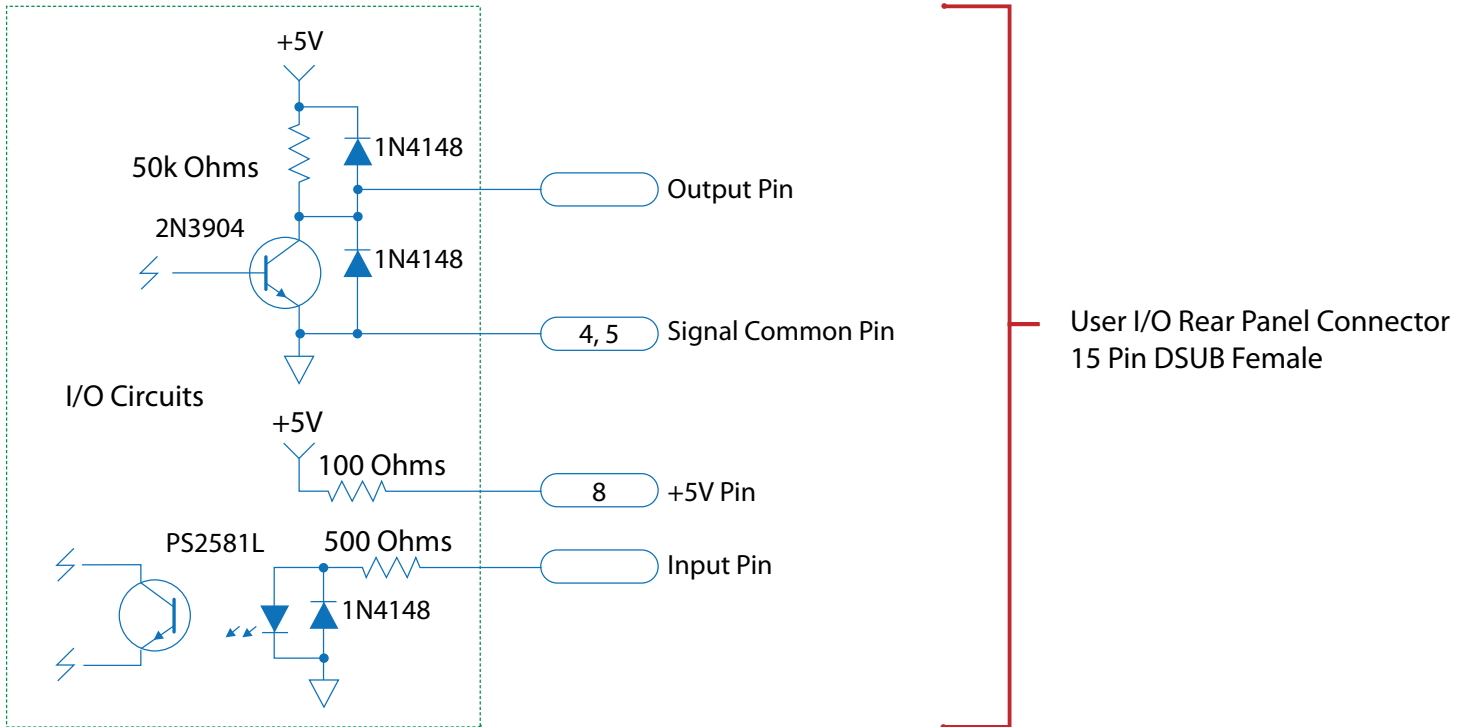 +5V
50k Ohms
1N4148
Output Pin
2N3904
1N4148
4, 5
Signal Common Pin
User I/O Rear Panel Connector
15 Pin DSUB Female
I/O Circuits
+5V
100 Ohms
8
+5V Pin
PS2581L
500 Ohms
Input Pin
1N4148